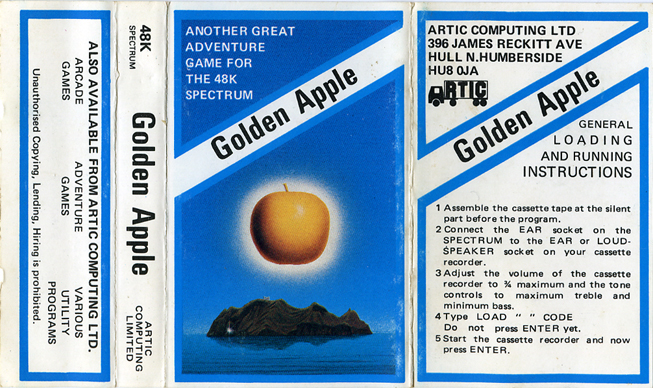 ALSO AVAILABLE FROM ARTIC COMPUTING LTD.
ARCADE GAMES
ADVENTURE GAMES
VARIOUS UTILITY PROGRAMS
Unauthorised Copying, Lending, Hiring is prohibited.
48K
SPECTRUM
Golden Apple
ARTIC
COMPUTING
LIMITED
ANOTHER GREAT
ADVENTURE
GAME FOR
THE 48K
SPECTRUM
Golden Apple
ARTIC COMPUTING LTD
396 JAMES RECKITT AVE
HULL N.HUMBERSIDE
HU8 0JA
ARTIC
Golden Apple
GENERAL
LOADING
AND RUNNING
INSTRUCTIONS
1 Assemble the cassette tape at the silent
part before the program.
2 Connect the EAR socket on the
SPECTRUM to the EAR or LOUD-
SPEAKER socket on your cassette
recorder.
3 Adjust the volume of the cassette
recorder to ¾ maximum and the tone
controls to maximum treble and
minimum bass.
4 Type LOAD " " CODE
Do not press ENTER yet.
5 Start the cassette recorder and now
press ENTER.